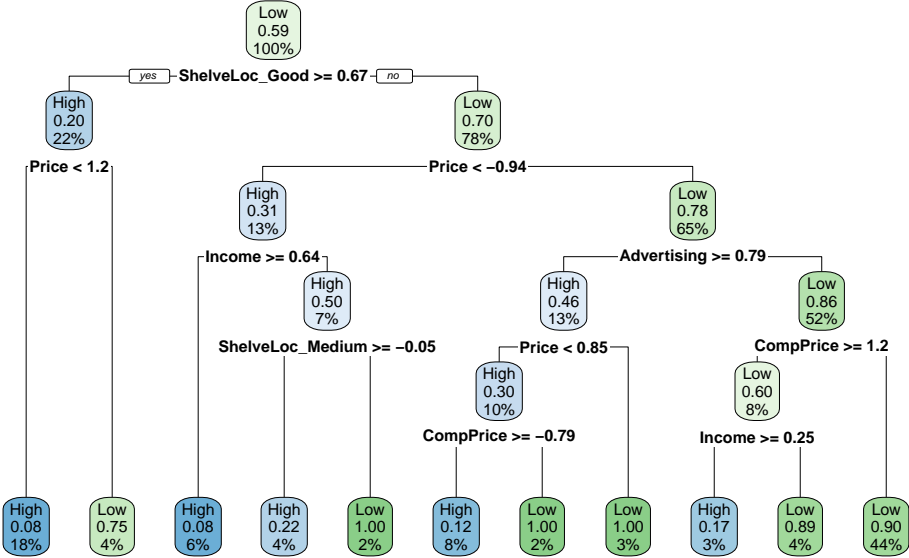 Low
0.59
100%
yes ShelveLoc_Good >= 0.67 no
High
0.20
22%
Low
0.70
78%
Price < 1.2
Price < −0.94
High
0.31
13%
Low
0.78
65%
Income >= 0.64
Advertising >= 0.79
High
0.50
7%
High
0.46
13%
Low
0.86
52%
ShelveLoc_Medium >= −0.05
Price < 0.85
CompPrice >= 1.2
High
0.30
10%
Low
0.60
8%
CompPrice >= −0.79
Income >= 0.25
High
0.08
18%
Low
0.75
4%
High
0.08
6%
High
0.22
4%
Low
1.00
2%
High
0.12
8%
Low
1.00
2%
Low
1.00
3%
High
0.17
3%
Low
0.89
4%
Low
0.90
44%